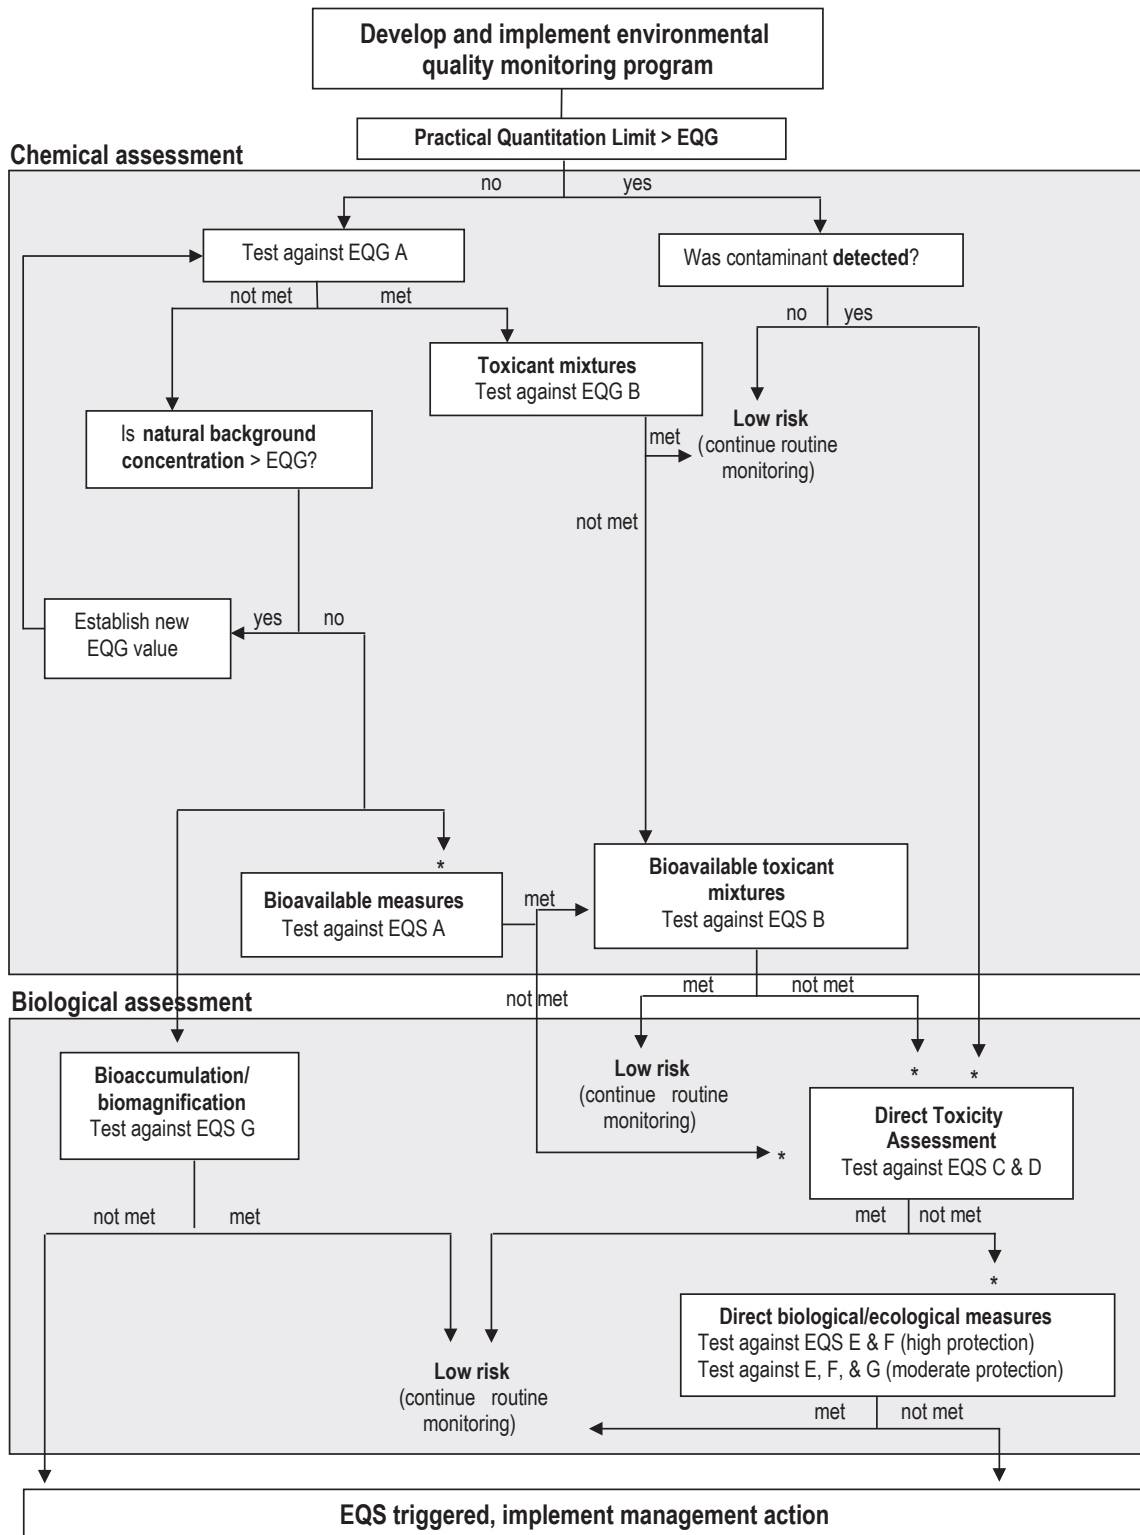 Develop and implement environmental
quality monitoring program
Practical Quantitation Limit > EQG
Chemical assessment
no
yes
Test against EQG A
Was contaminant detected?
not met
met
no
yes
Toxicant mixtures
Test against EQG B
Low risk
(continue routine
monitoring)
met
Is natural background
concentration > EQG?
not met
Establish new
EQG value
yes
no
*
Bioavailable measures
Test against EQS A
met
Bioavailable toxicant
mixtures
Test against EQS B
Biological assessment
not met
met
not met
Bioaccumulation/
biomagnification
Test against EQS G
Low risk
(continue routine
monitoring)
*
*
*
Direct Toxicity
Assessment
Test against EQS C & D
not met
met
met
not met
*
Direct biological/ecological measures
Test against EQS E & F (high protection)
Test against E, F, & G (moderate protection)
Low risk
(continue routine
monitoring)
met
not met
EQS triggered, implement management action